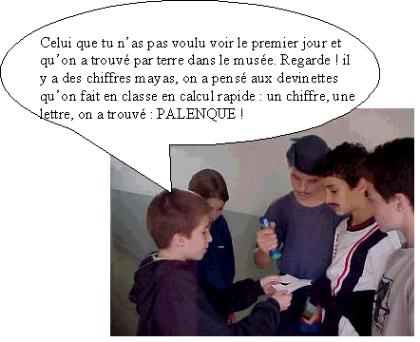 Celui que tu n'as pas voulu voir le premier jour et
qu'on a trouvé par terre dans le musée. Regarde ! il
y a des chiffres mayas, on a pensé aux devinettes
qu'on fait en classe en calcul rapide : un chiffre, une
lettre, on a trouvé : PALENQUE !